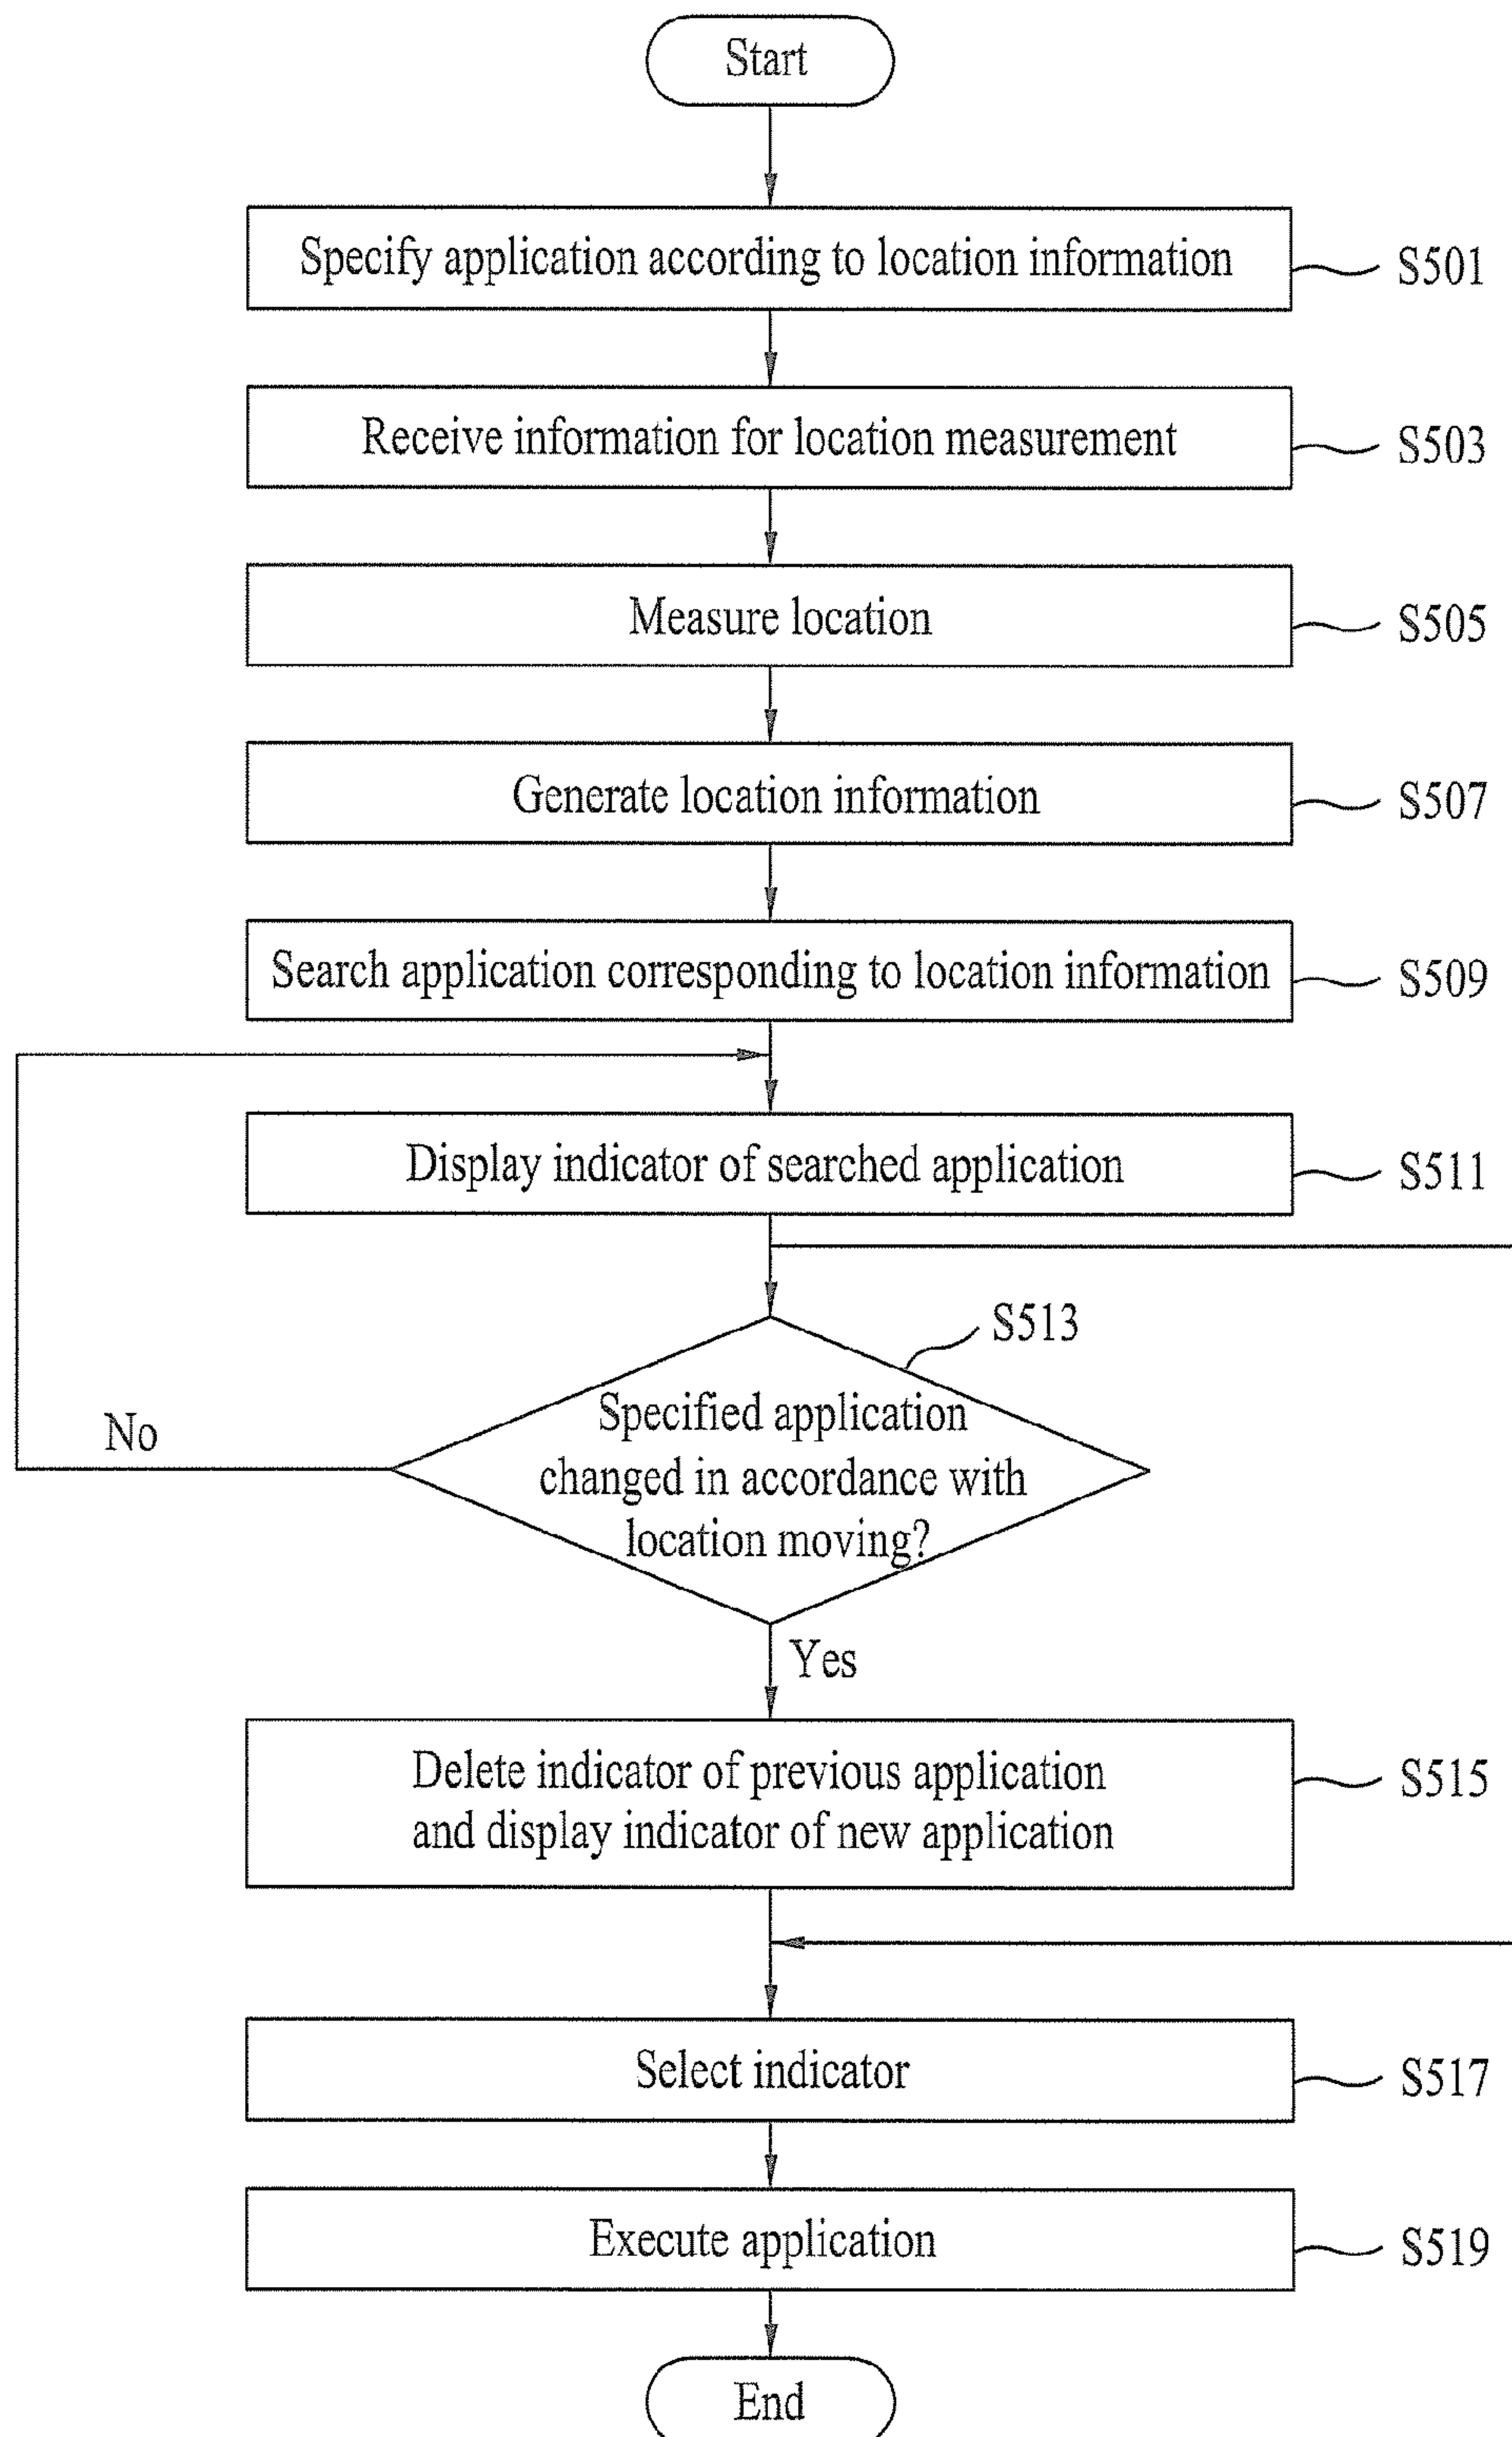 Start
Specify application according to location information
S501
Receive information for location measurement
S503
Measure location
S505
Generate location information
S507
Search application corresponding to location information
S509
Display indicator of searched application
S511
S513
Specified application
changed in accordance with
location moving?
No
Yes
Delete indicator of previous application
and display indicator of new application
S515
Select indicator
S517
Execute application
S519
End